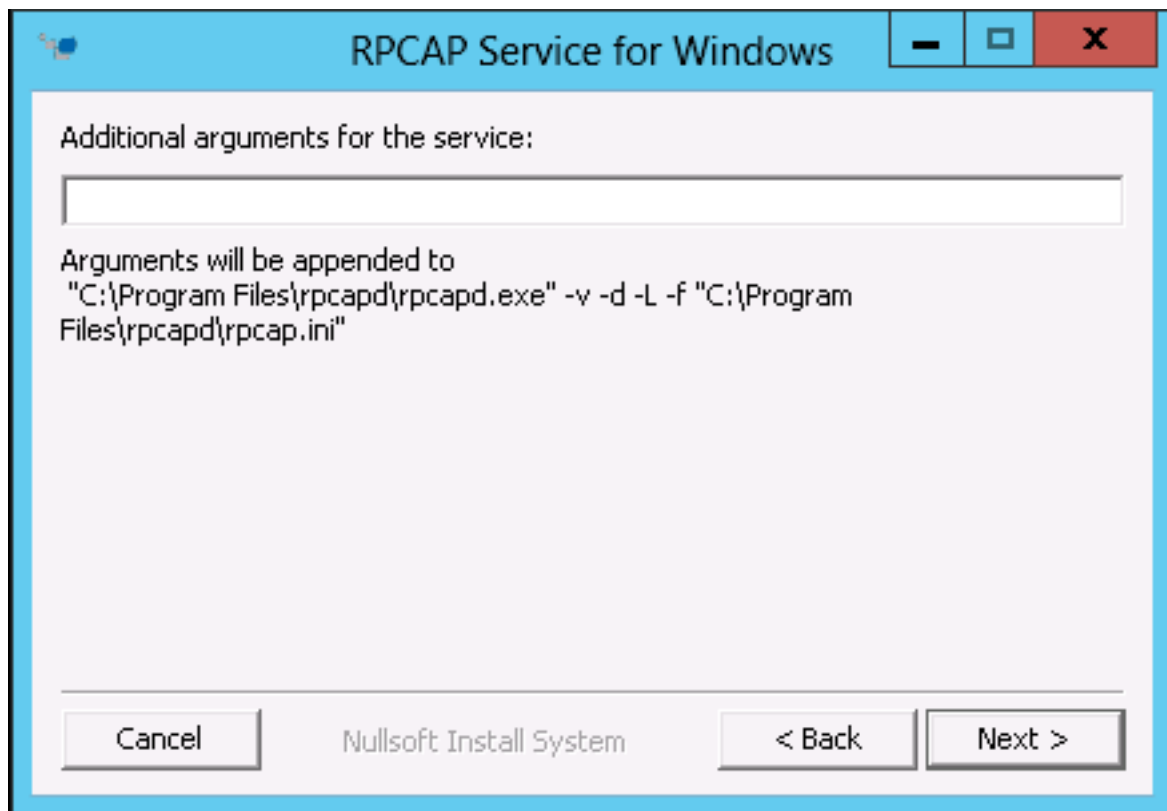 RPCAP Service for Windows
Additional arguments for the service:
Arguments will be appended to
"C:\Program Files\rpcapd\rpcapd.exe" -v -d -L -f "C:\Program
Files\rpcapd\rpcap.ini"
Cancel
Nullsoft Install System
< Back
Next >